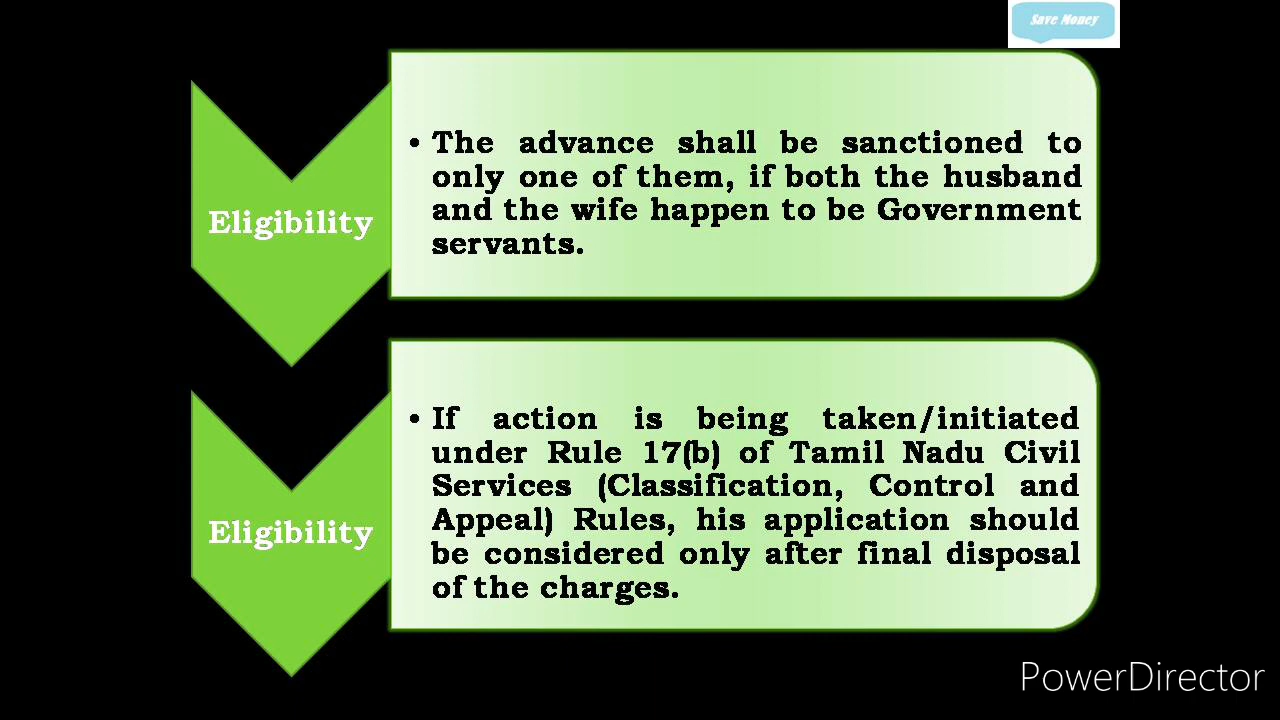 Save Money
Eligibility
• The advance shall be sanctioned to
only one of them, if both the husband
and the wife happen to be Government
servants.
Eligibility
• If action is being taken/initiated
under Rule 17(b) of Tamil Nadu Civil
Services (Classification, Control and
Appeal) Rules, his application should
be considered only after final disposal
of the charges.
PowerDirector